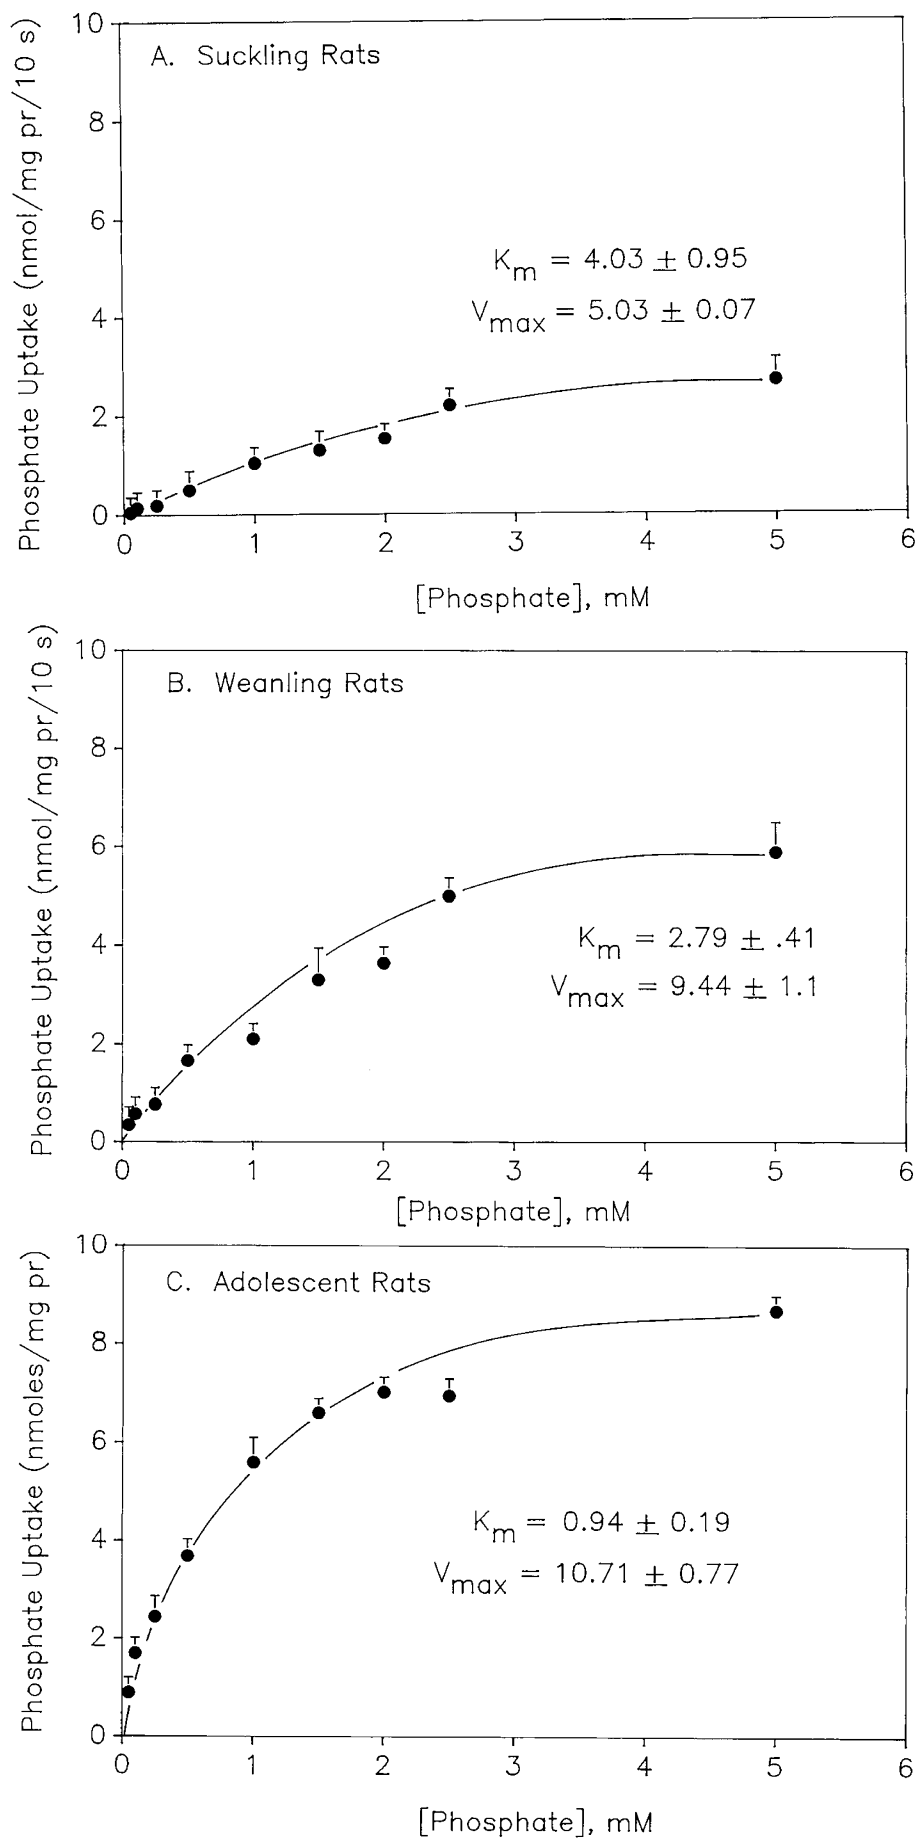 Phosphate Uptake (nmol/mg pr/10 s)
A. Suckling Rats
10
8
6
4
2
0
K_m = 4.03 ± 0.95
V_max = 5.03 ± 0.07
0 1 2 3 4 5 6
[Phosphate], mM
Phosphate Uptake (nmol/mg pr/10 s)
B. Weanling Rats
10
8
6
4
2
0
K_m = 2.79 ± .41
V_max = 9.44 ± 1.1
0 1 2 3 4 5 6
[Phosphate], mM
Phosphate Uptake (nmoles/mg pr)
C. Adolescent Rats
10
8
6
4
2
0
K_m = 0.94 ± 0.19
V_max = 10.71 ± 0.77
0 1 2 3 4 5 6
[Phosphate], mM